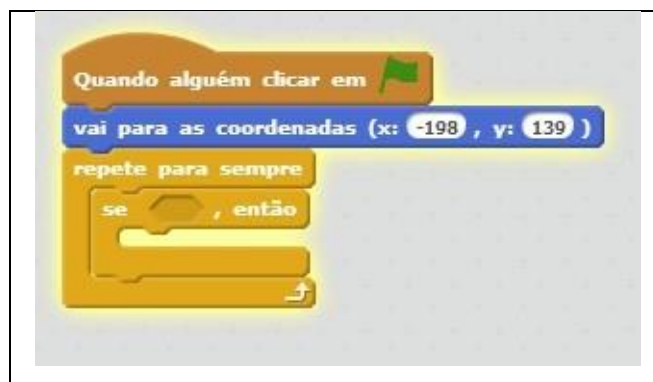 Quando alguém clicar em
vai para as coordenadas (x: -198 , y: 139 )
repete para sempre
se , então